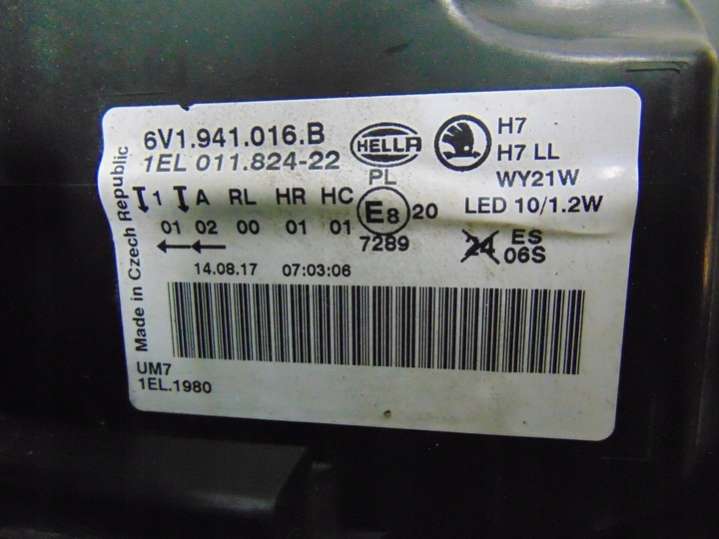 6V1.941.016.B
1EL 011.824-22
HELLA
PL
H7
H7 LL
WY21W
LED 10/1.2W
1 A RL HR HC
01 02 00 01 01
E8 20
7289
24 ES
06S
14.08.17 07:03:06
Made in Czech Republic
UM7
1EL.1980